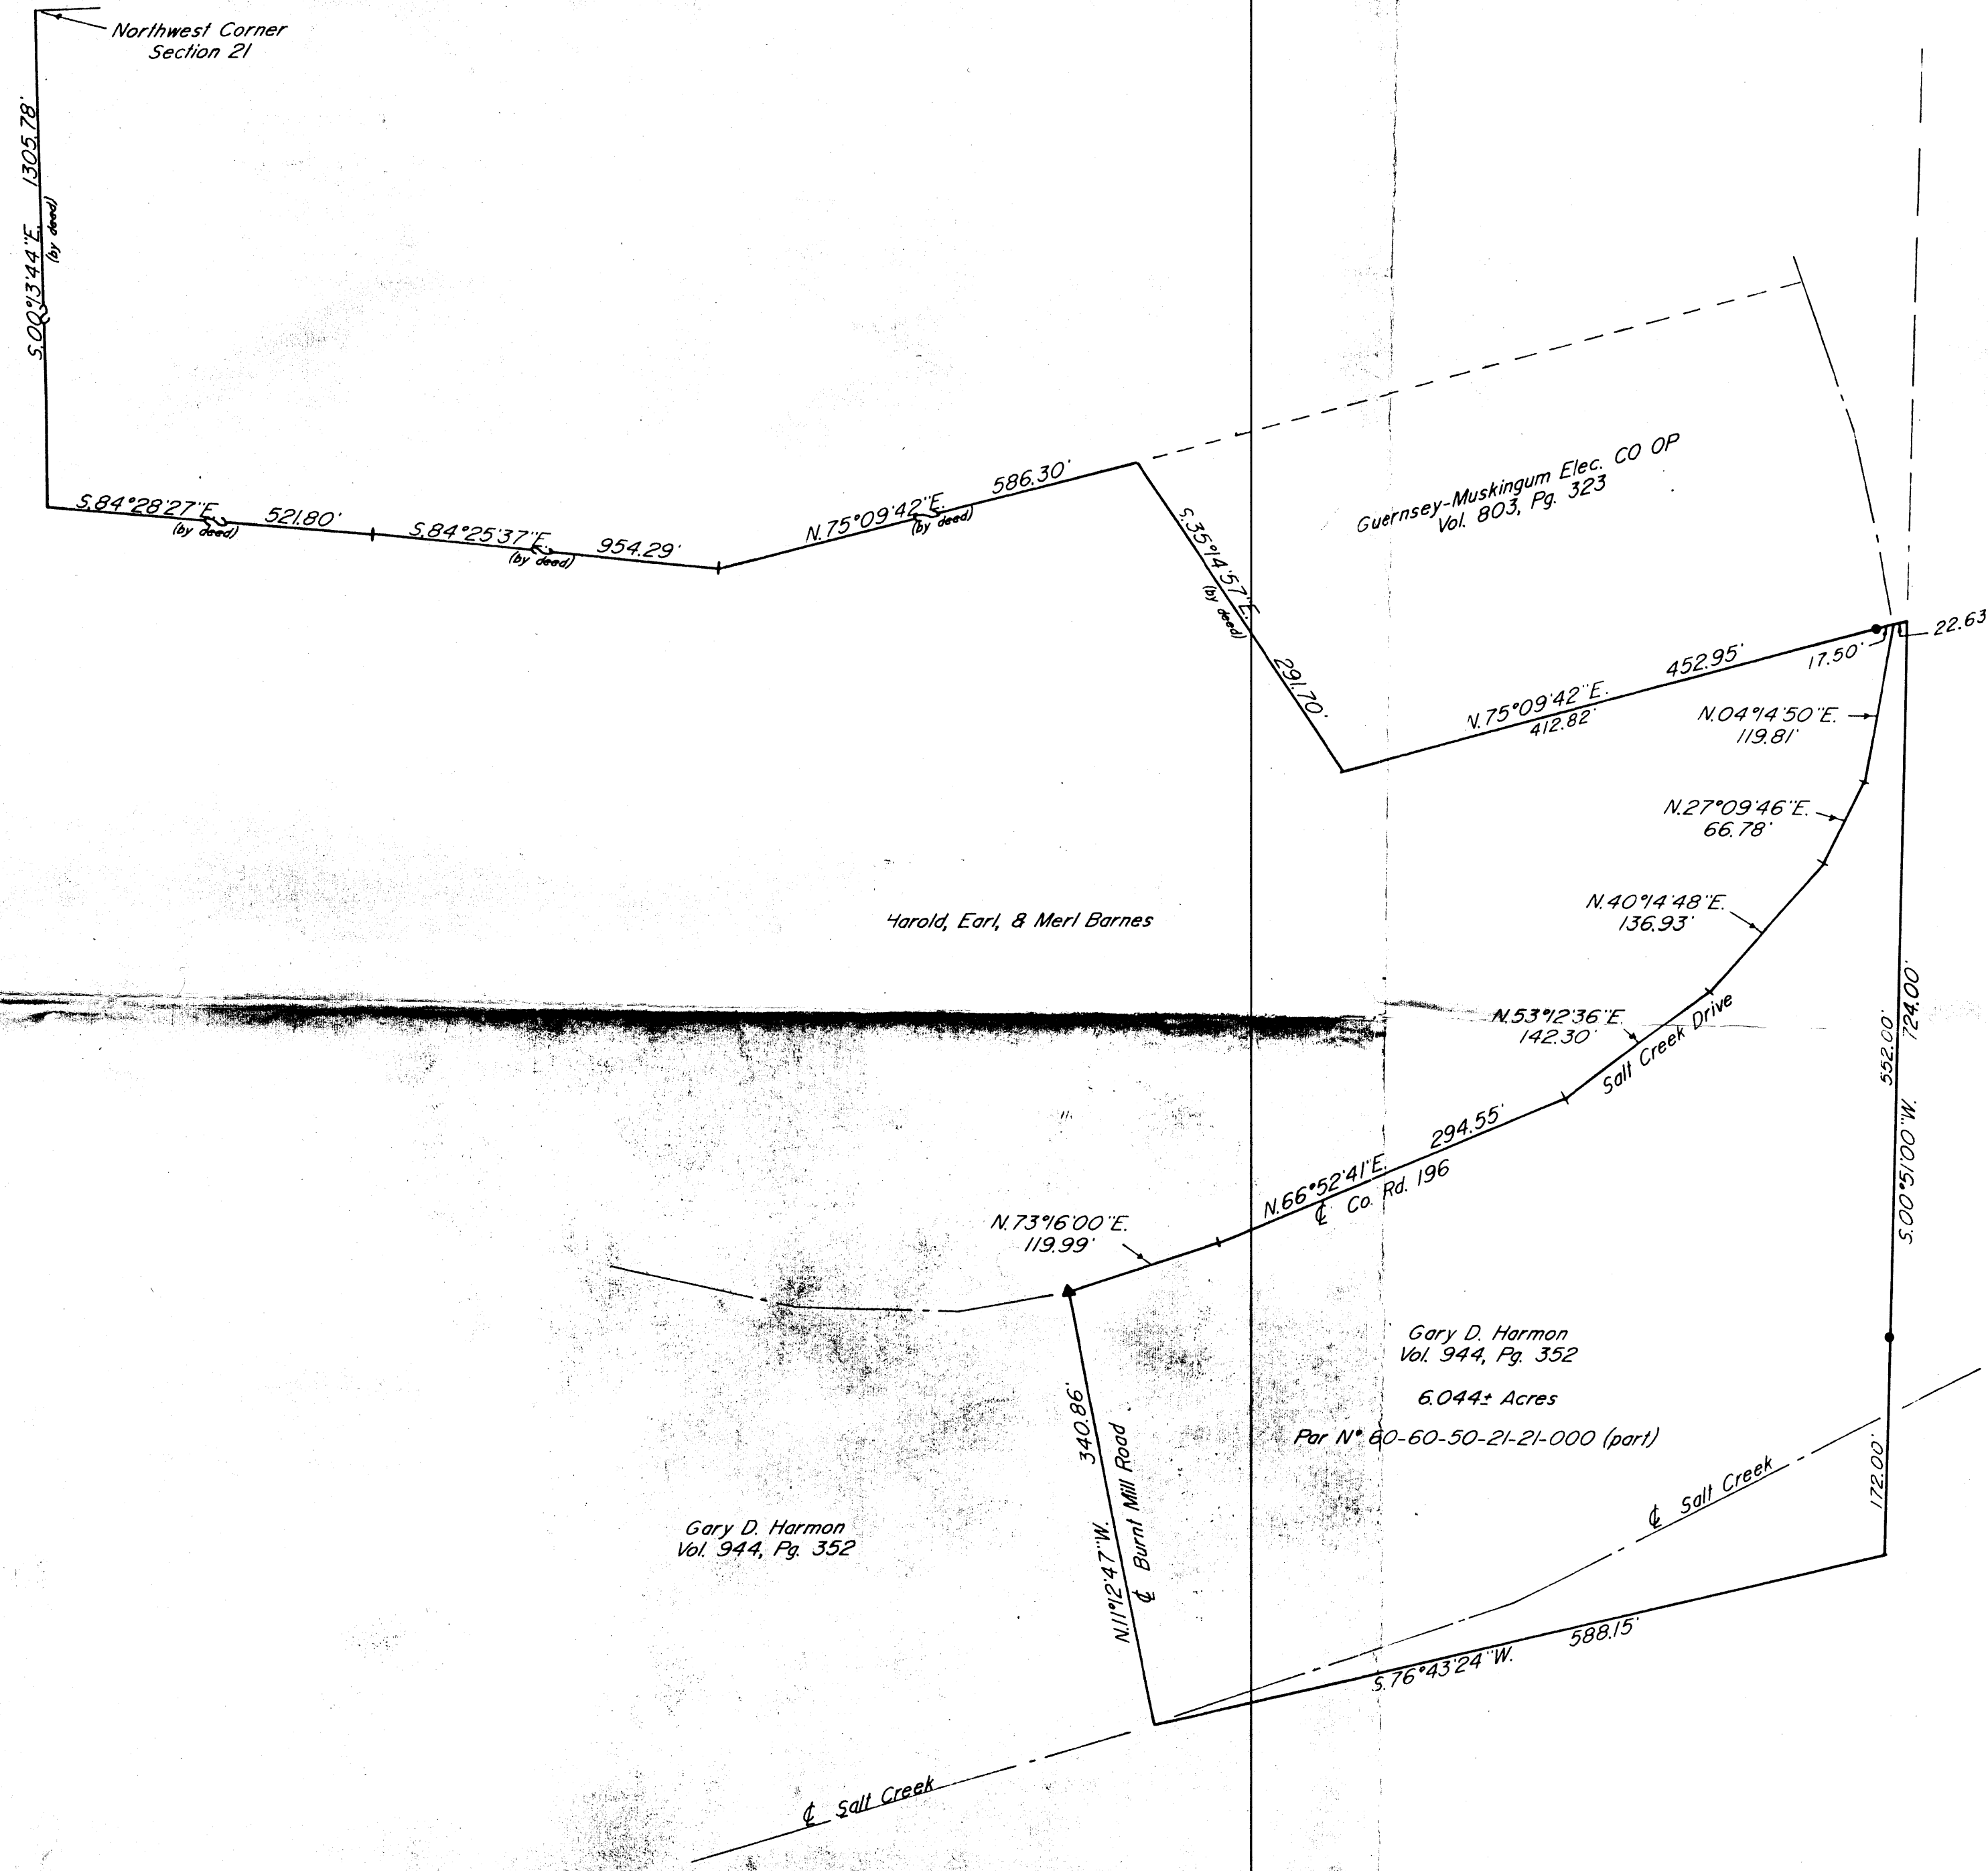 Northwest Corner
Section 21
S.00°13'44"E. 1305.78'
(by deed)
S.84°28'27"E. 521.80'
(by deed)
S.84°25'37"E. 954.29'
(by deed)
N.75°09'42"E. 586.30'
(by deed)
S.35°14'57"E. 291.70'
(by deed)
Guernsey-Muskingum Elec. CO OP
Vol. 803, Pg. 323
22.63
17.50'
452.95'
N.75°09'42"E.
412.82'
N.04°14'50"E.
119.81'
N.27°09'46"E.
66.78'
N.40°14'48"E.
136.93'
Harold, Earl, & Merl Barnes
N.53°12'36"E.
142.30'
Salt Creek Drive
552.00'
S.00°51'00"W. 724.00'
172.00'
N.66°52'41"E. 294.55'
℄ Co. Rd. 196
N.73°16'00"E.
119.99'
Gary D. Harmon
Vol. 944, Pg. 352
6.044± Acres
Par Nº 60-60-50-21-21-000 (part)
N.11°12'47"W. 340.86'
℄ Burnt Mill Road
Gary D. Harmon
Vol. 944, Pg. 352
℄ Salt Creek
S.76°43'24"W. 588.15'
℄ Salt Creek